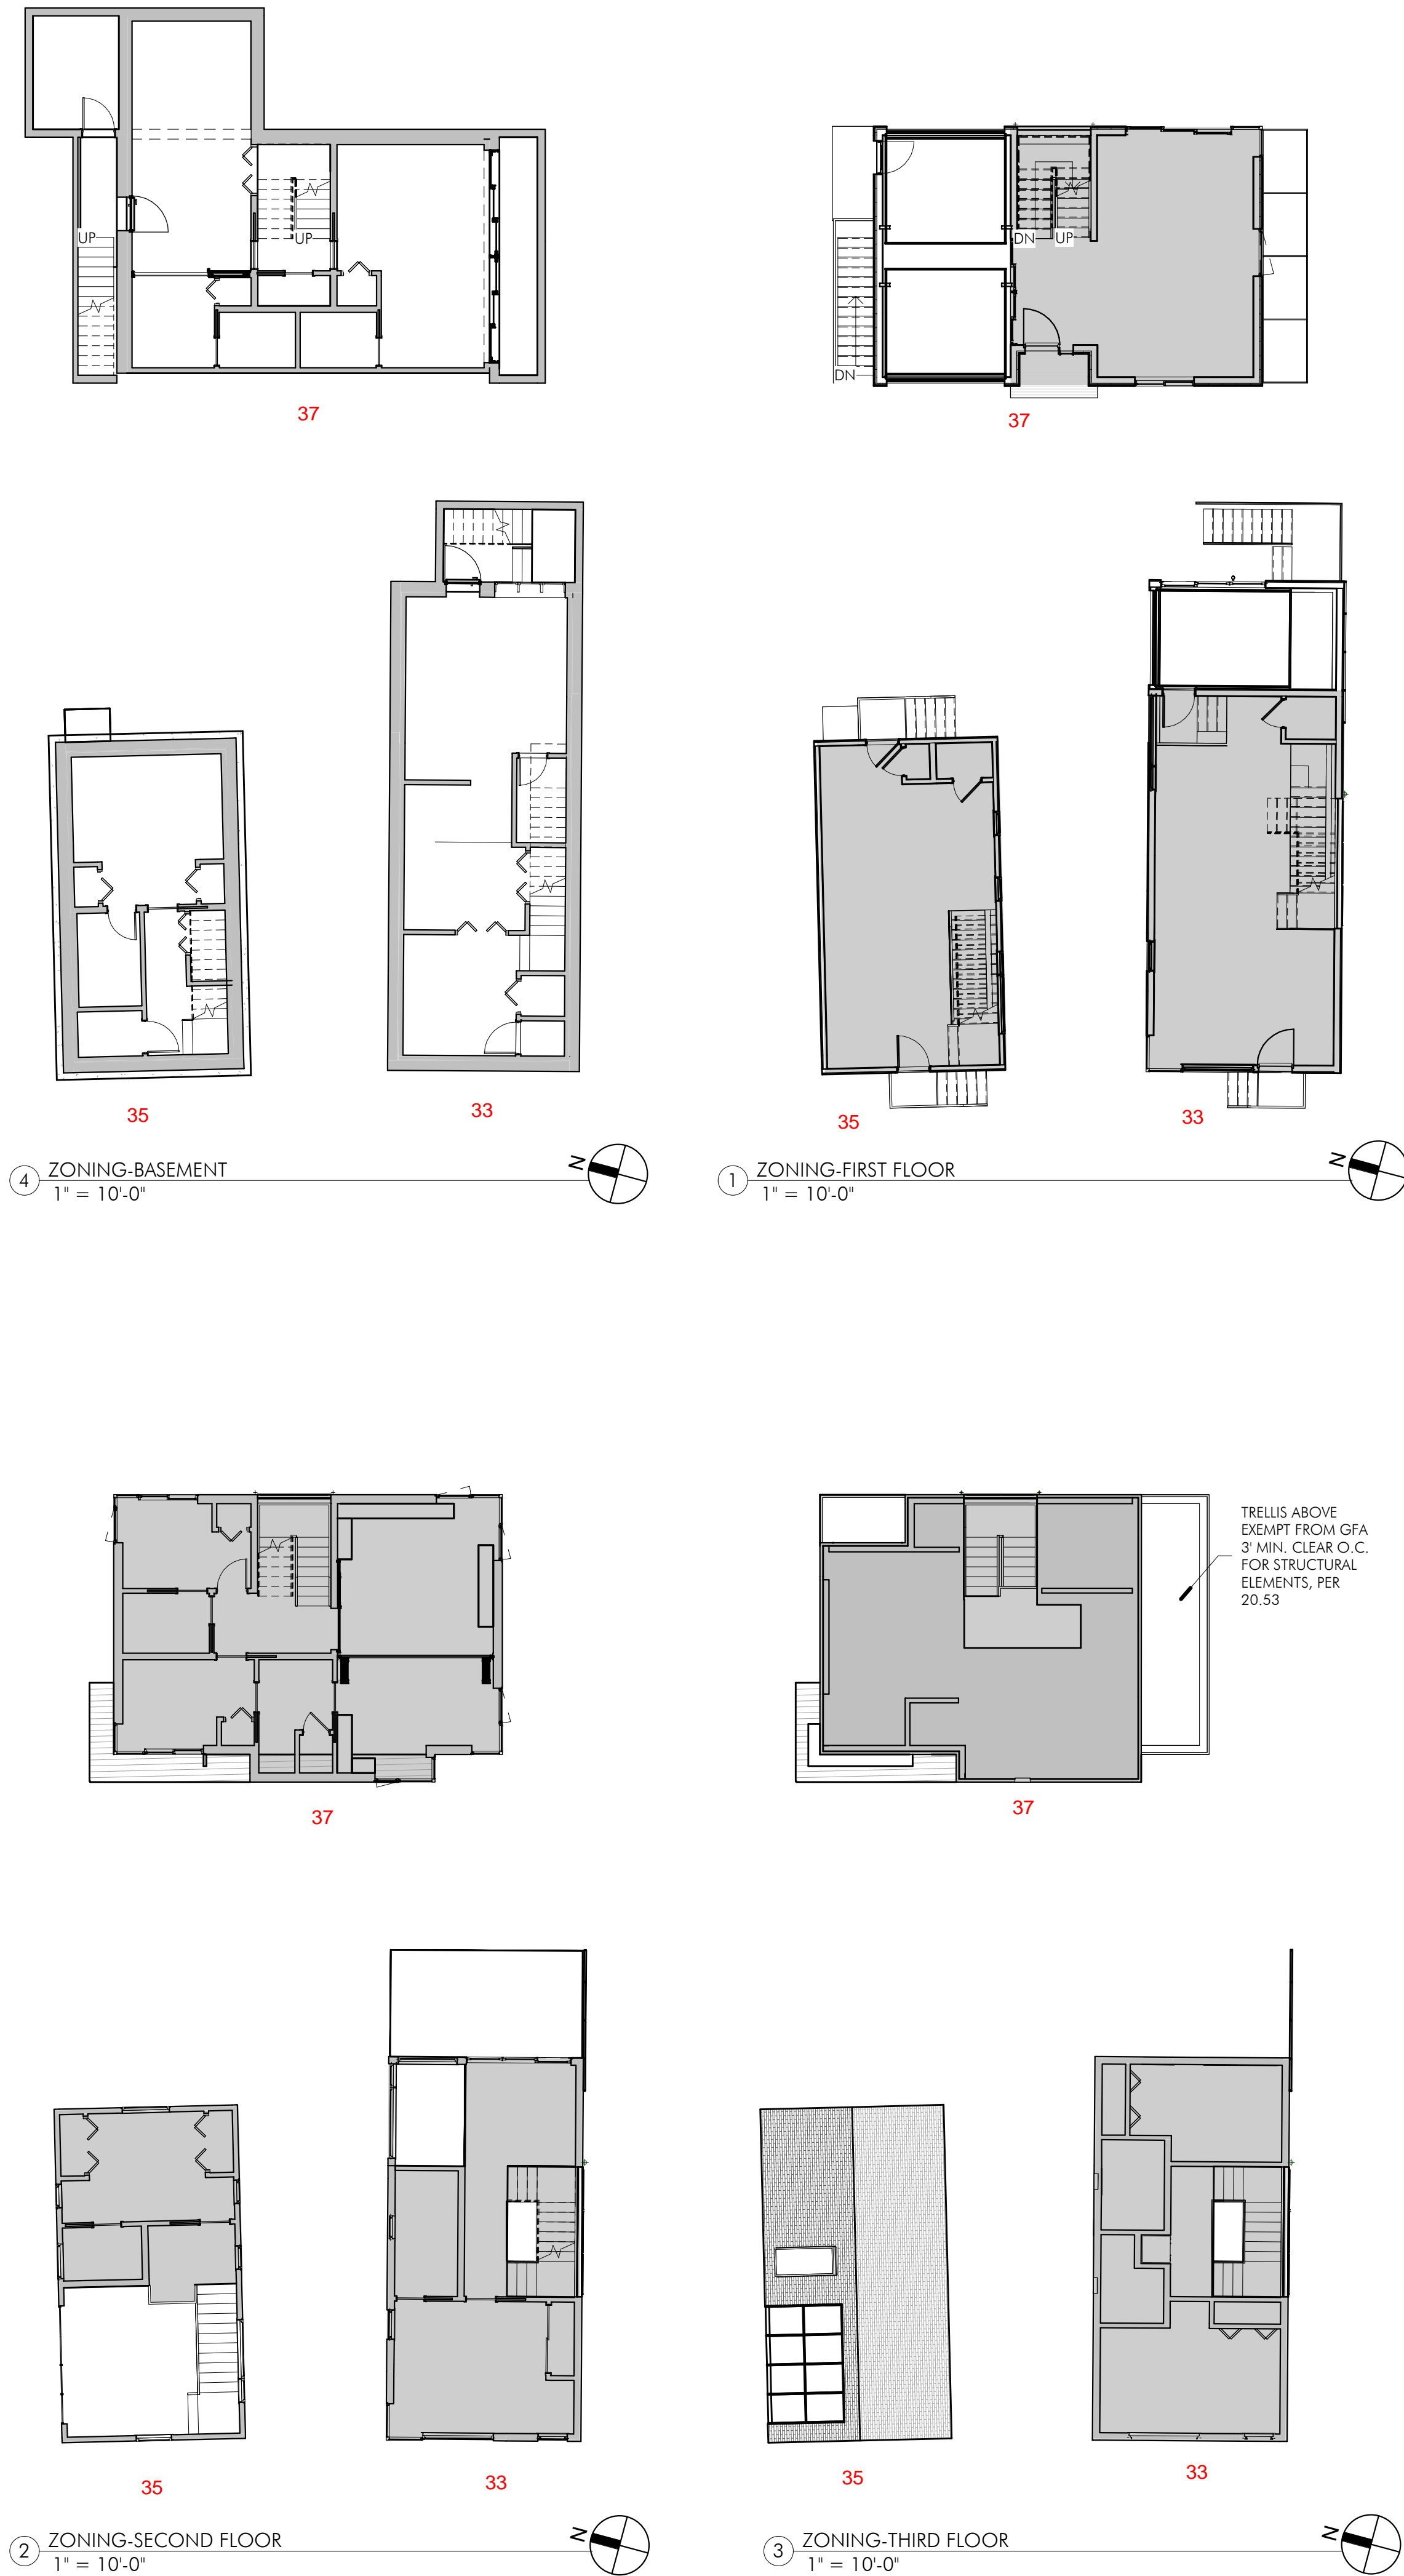 UP
UP
37
DN
UP
DN
37
35
33
35
33
4
ZONING-BASEMENT
1" = 10'-0"
N
1
ZONING-FIRST FLOOR
1" = 10'-0"
N
37
TRELLIS ABOVE
EXEMPT FROM GFA
3' MIN. CLEAR O.C.
FOR STRUCTURAL
ELEMENTS, PER
20.53
37
35
33
35
33
2
ZONING-SECOND FLOOR
1" = 10'-0"
N
3
ZONING-THIRD FLOOR
1" = 10'-0"
N